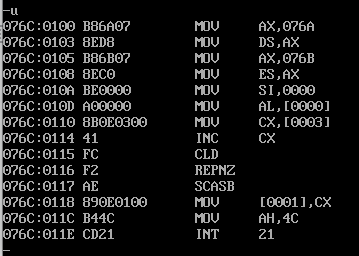 -u
076C:0100 B86A07 MOV AX,076A
076C:0103 8ED8 MOV DS,AX
076C:0105 B86B07 MOV AX,076B
076C:0108 8EC0 MOV ES,AX
076C:010A BE0000 MOV SI,0000
076C:010D A00000 MOV AL,[0000]
076C:0110 8B0E0300 MOV CX,[0003]
076C:0114 41 INC CX
076C:0115 FC CLD
076C:0116 F2 REPNZ
076C:0117 AE SCASB
076C:0118 890E0100 MOV [0001],CX
076C:011C B44C MOV AH,4C
076C:011E CD21 INT 21
-